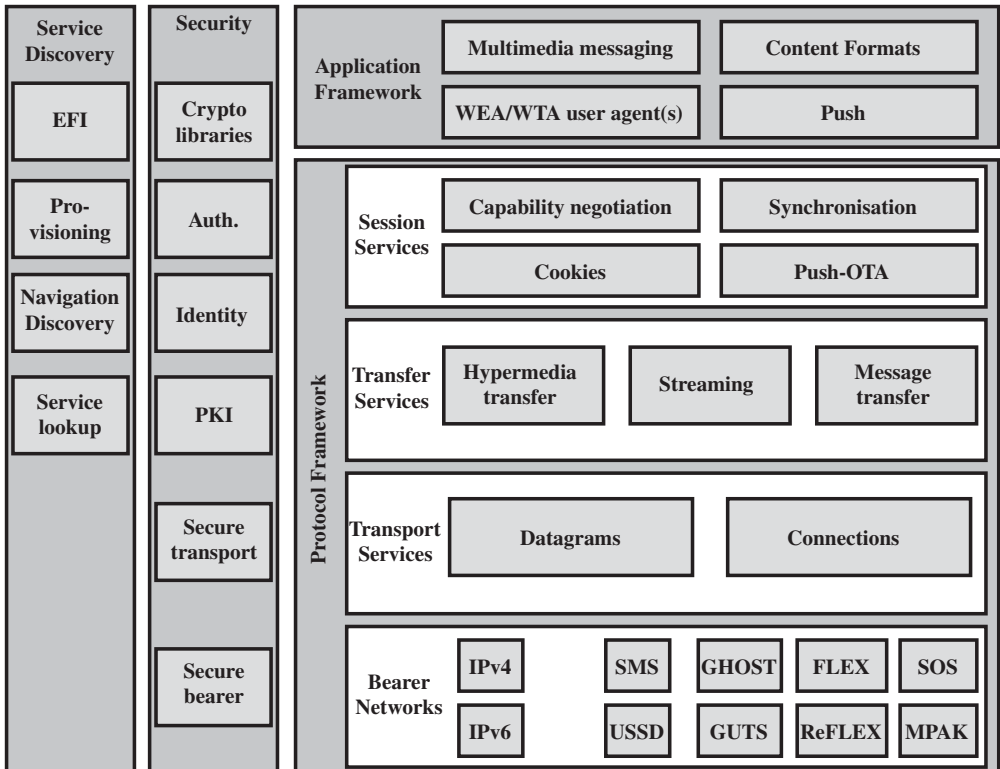 Service
Discovery
EFI
Pro-
visioning
Navigation
Discovery
Service
lookup
Security
Crypto
libraries
Auth.
Identity
PKI
Secure
transport
Secure
bearer
Application
Framework
Multimedia messaging
Content Formats
WEA/WTA user agent(s)
Push
Protocol Framework
Session
Services
Capability negotiation
Synchronisation
Cookies
Push-OTA
Transfer
Services
Hypermedia
transfer
Streaming
Message
transfer
Transport
Services
Datagrams
Connections
Bearer
Networks
IPv4
SMS
GHOST
FLEX
SOS
IPv6
USSD
GUTS
ReFLEX
MPAK